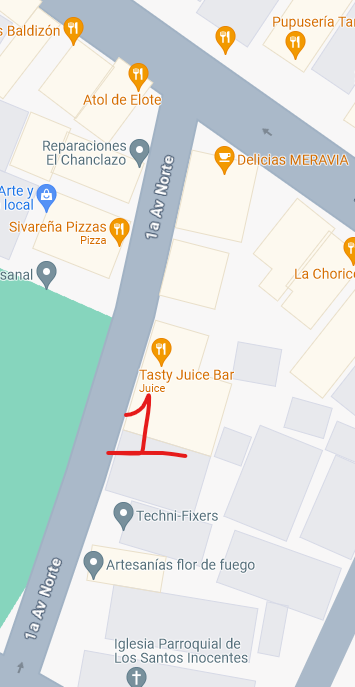 s Baldizón
Pupusería Ta
Atol de Elote
Reparaciones
El Chanclazo
1a Av Norte
Delicias MERAVIA
Arte y
local
Sivareña Pizzas
Pizza
sanal
La Choric
Tasty Juice Bar
Juice
1
Techni-Fixers
Artesanías flor de fuego
1a Av Norte
Iglesia Parroquial de
Los Santos Inocentes